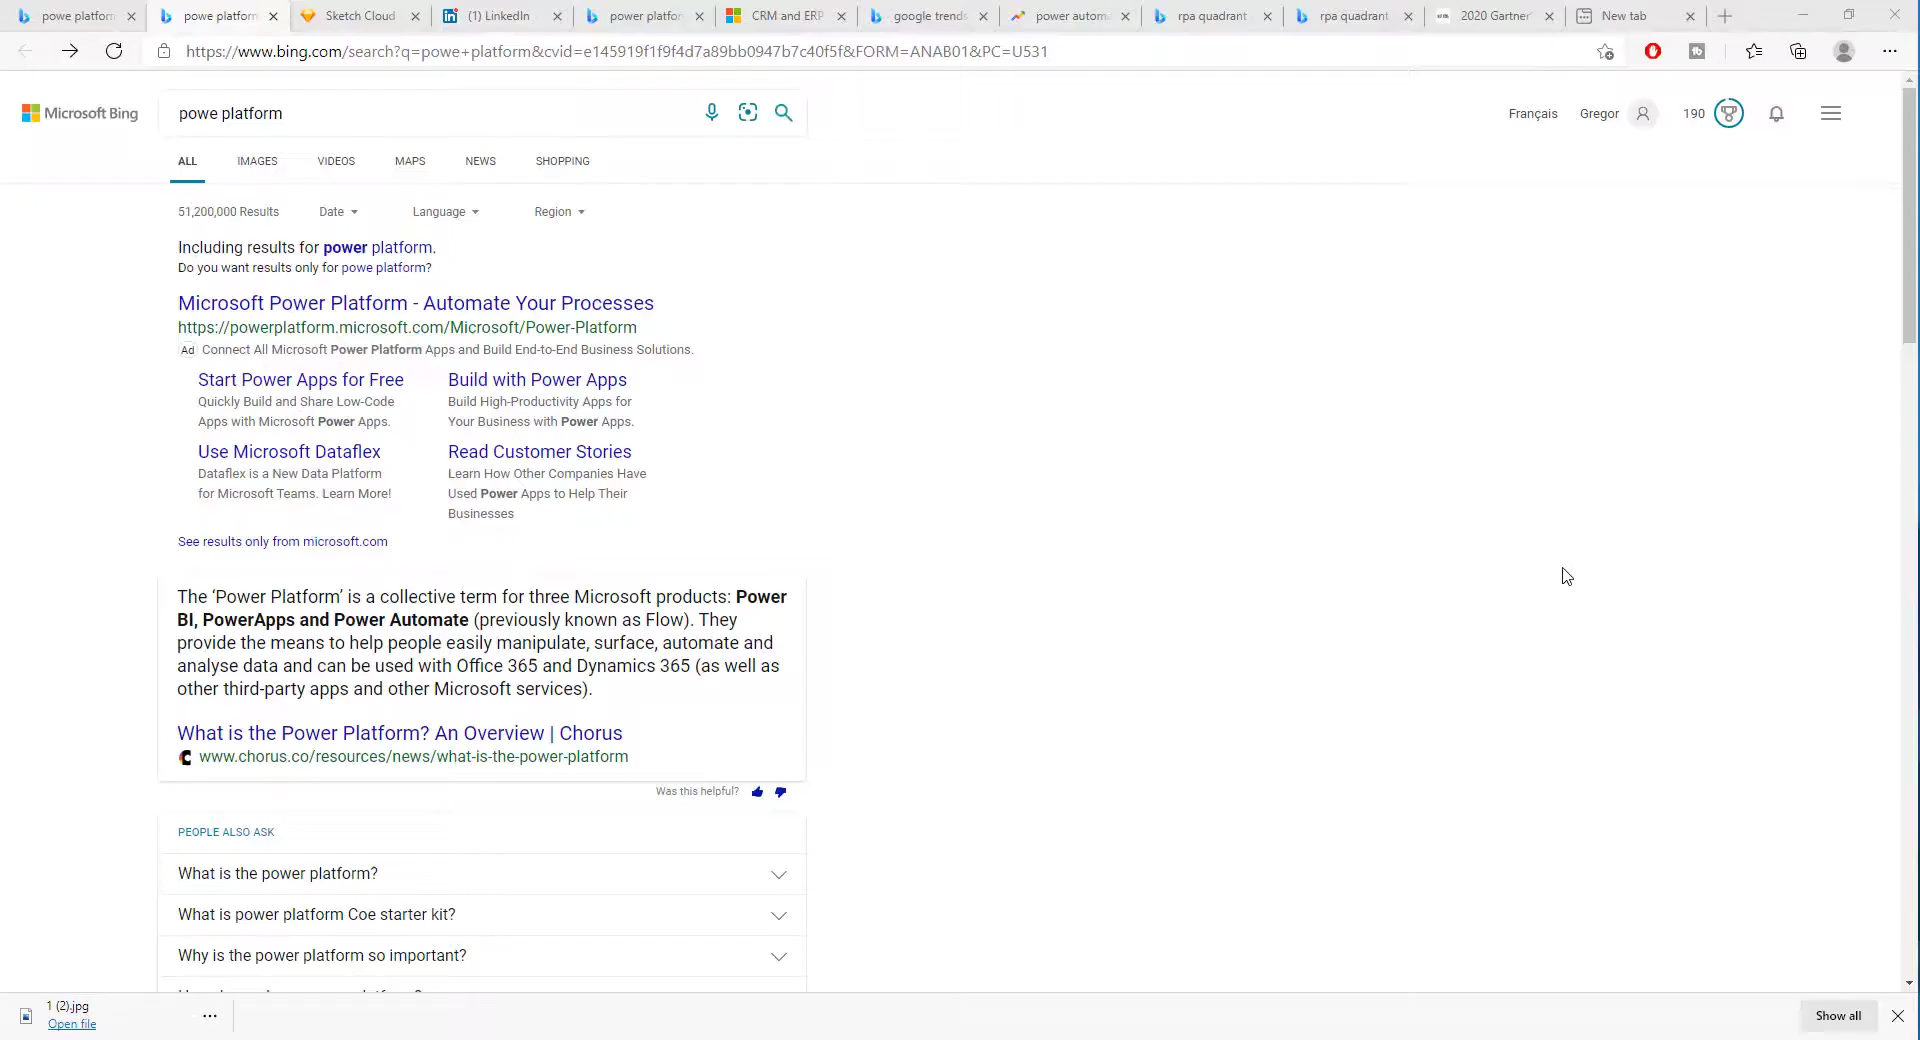 powe platform
powe platform
Sketch Cloud
(1) LinkedIn
power platfor
CRM and ERP
google trends
power autom
rpa quadrant
rpa quadrant
2020 Gartner
New tab
https://www.bing.com/search?q=powe+platform&cvid=e145919f1f9f4d7a89bb0947b7c40f5f&FORM=ANAB01&PC=U531
Microsoft Bing
powe platform
Français
Gregor
190
ALL
IMAGES
VIDEOS
MAPS
NEWS
SHOPPING
51,200,000 Results
Date
Language
Region
Including results for power platform.
Do you want results only for powe platform?
Microsoft Power Platform - Automate Your Processes
https://powerplatform.microsoft.com/Microsoft/Power-Platform
Ad Connect All Microsoft Power Platform Apps and Build End-to-End Business Solutions.
Start Power Apps for Free
Quickly Build and Share Low-Code
Apps with Microsoft Power Apps.
Build with Power Apps
Build High-Productivity Apps for
Your Business with Power Apps.
Use Microsoft Dataflex
Dataflex is a New Data Platform
for Microsoft Teams. Learn More!
Read Customer Stories
Learn How Other Companies Have
Used Power Apps to Help Their
Businesses
See results only from microsoft.com
The ‘Power Platform’ is a collective term for three Microsoft products: Power
BI, PowerApps and Power Automate (previously known as Flow). They
provide the means to help people easily manipulate, surface, automate and
analyse data and can be used with Office 365 and Dynamics 365 (as well as
other third-party apps and other Microsoft services).
What is the Power Platform? An Overview | Chorus
www.chorus.co/resources/news/what-is-the-power-platform
Was this helpful?
PEOPLE ALSO ASK
What is the power platform?
What is power platform Coe starter kit?
Why is the power platform so important?
1 (2).jpg
Open file
Show all